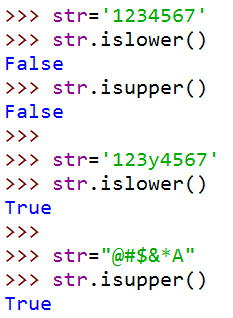 >>> str='1234567'
>>> str.islower()
False
>>> str.isupper()
False
>>>
>>> str='123y4567'
>>> str.islower()
True
>>>
>>> str="@#$&*A"
>>> str.isupper()
True